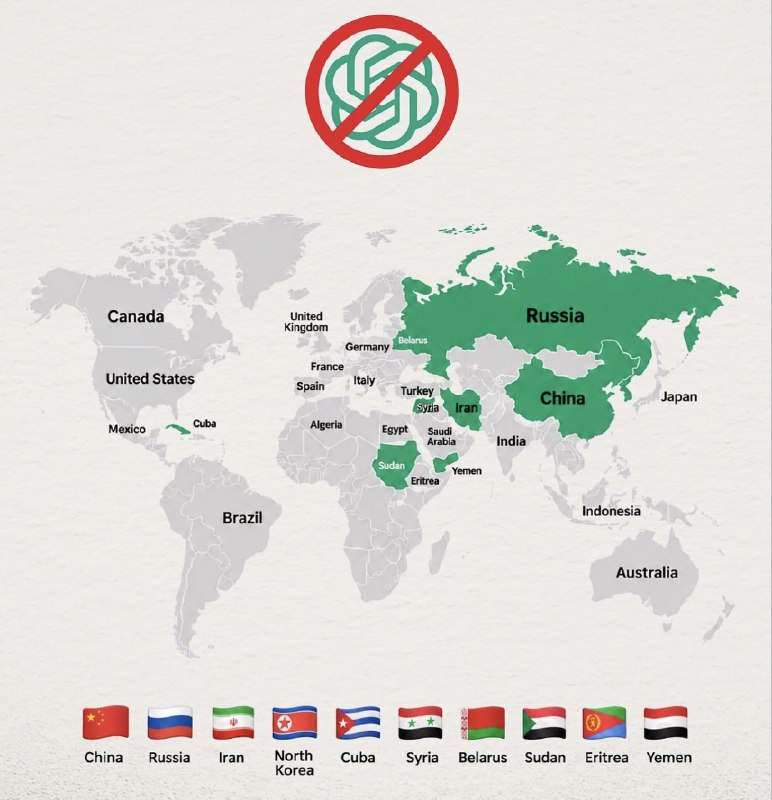 Canada
Russia
United
Kingdom
Belarus
Germany
France
United States
Italy
Spain
Turkey
China
Japan
Syria
Iran
Cuba
Mexico
Algeria
Egypt
Saudi
Arabia
India
Sudan
Yemen
Eritrea
Brazil
Indonesia
Australia
China
Russia
Iran
North
Korea
Cuba
Syria
Belarus
Sudan
Eritrea
Yemen